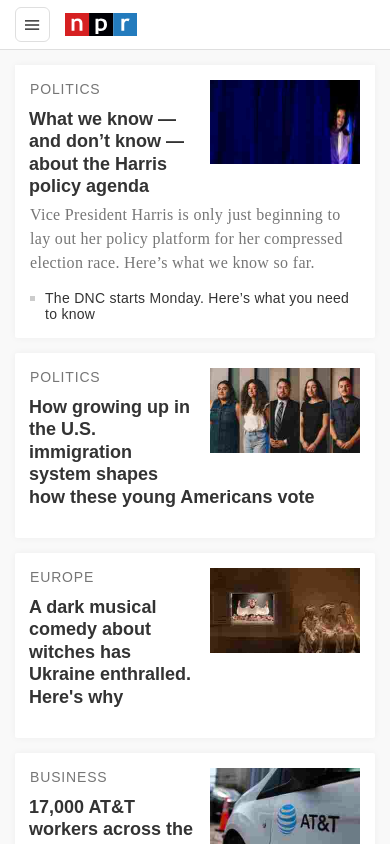 npr
POLITICS
What we know —
and don’t know —
about the Harris
policy agenda
Vice President Harris is only just beginning to
lay out her policy platform for her compressed
election race. Here’s what we know so far.
The DNC starts Monday. Here’s what you need
to know
POLITICS
How growing up in
the U.S.
immigration
system shapes
how these young Americans vote
EUROPE
A dark musical
comedy about
witches has
Ukraine enthralled.
Here's why
BUSINESS
17,000 AT&T
workers across the
AT&T